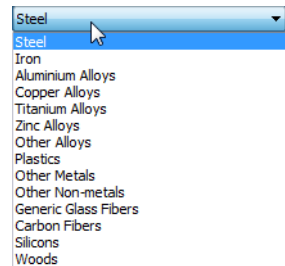 Steel
Steel
Iron
Aluminium Alloys
Copper Alloys
Titanium Alloys
Zinc Alloys
Other Alloys
Plastics
Other Metals
Other Non-metals
Generic Glass Fibers
Carbon Fibers
Silicons
Woods